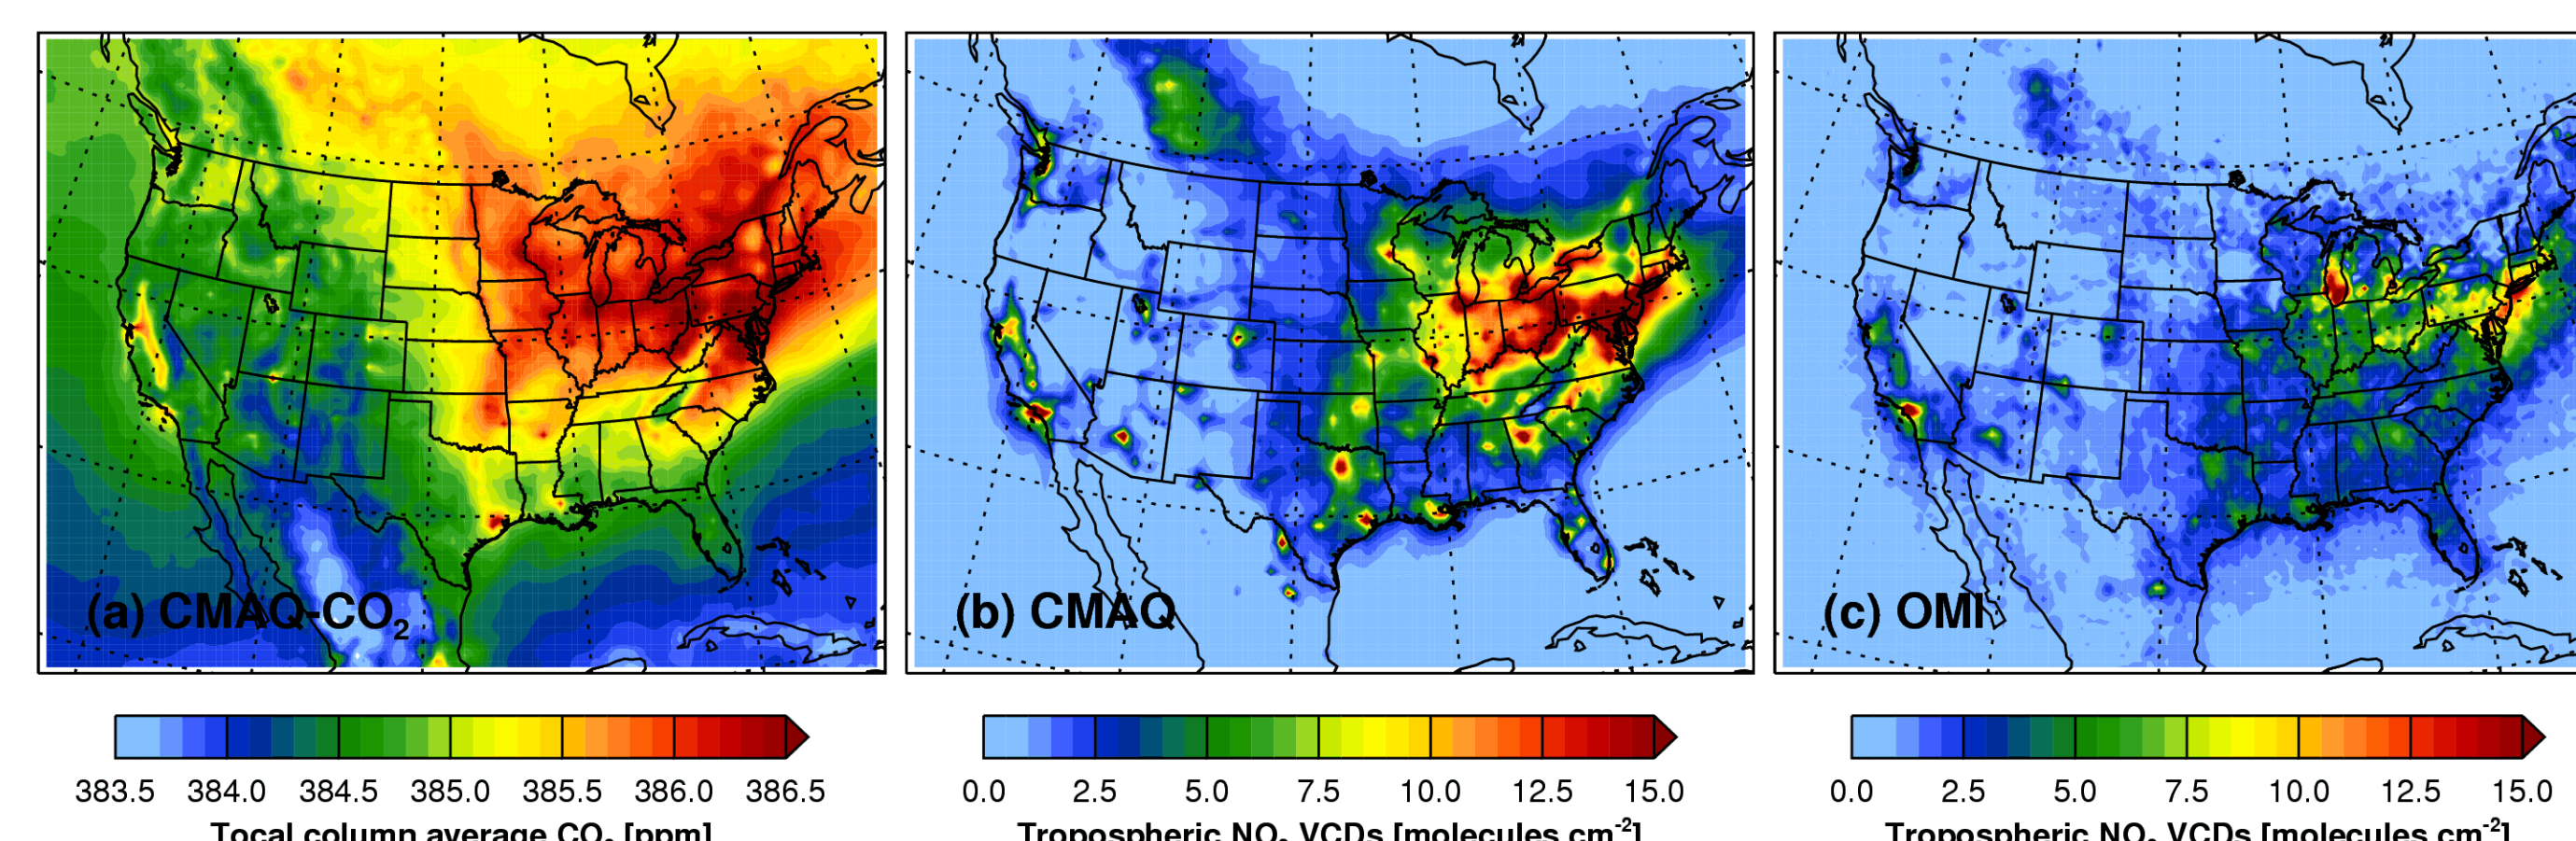 (a) CMAQ-CO₂ (b) CMAQ (c) OMI
383.5 384.0 384.5 385.0 385.5 386.0 386.5 0.0 2.5 5.0 7.5 10.0 12.5 15.0 0.0 2.5 5.0 7.5 10.0 12.5 15.0
Tocal column average CO₂ [ppm] Tropospheric NO₂ VCDs [molecules cm⁻²] Tropospheric NO₂ VCDs [molecules cm⁻²]